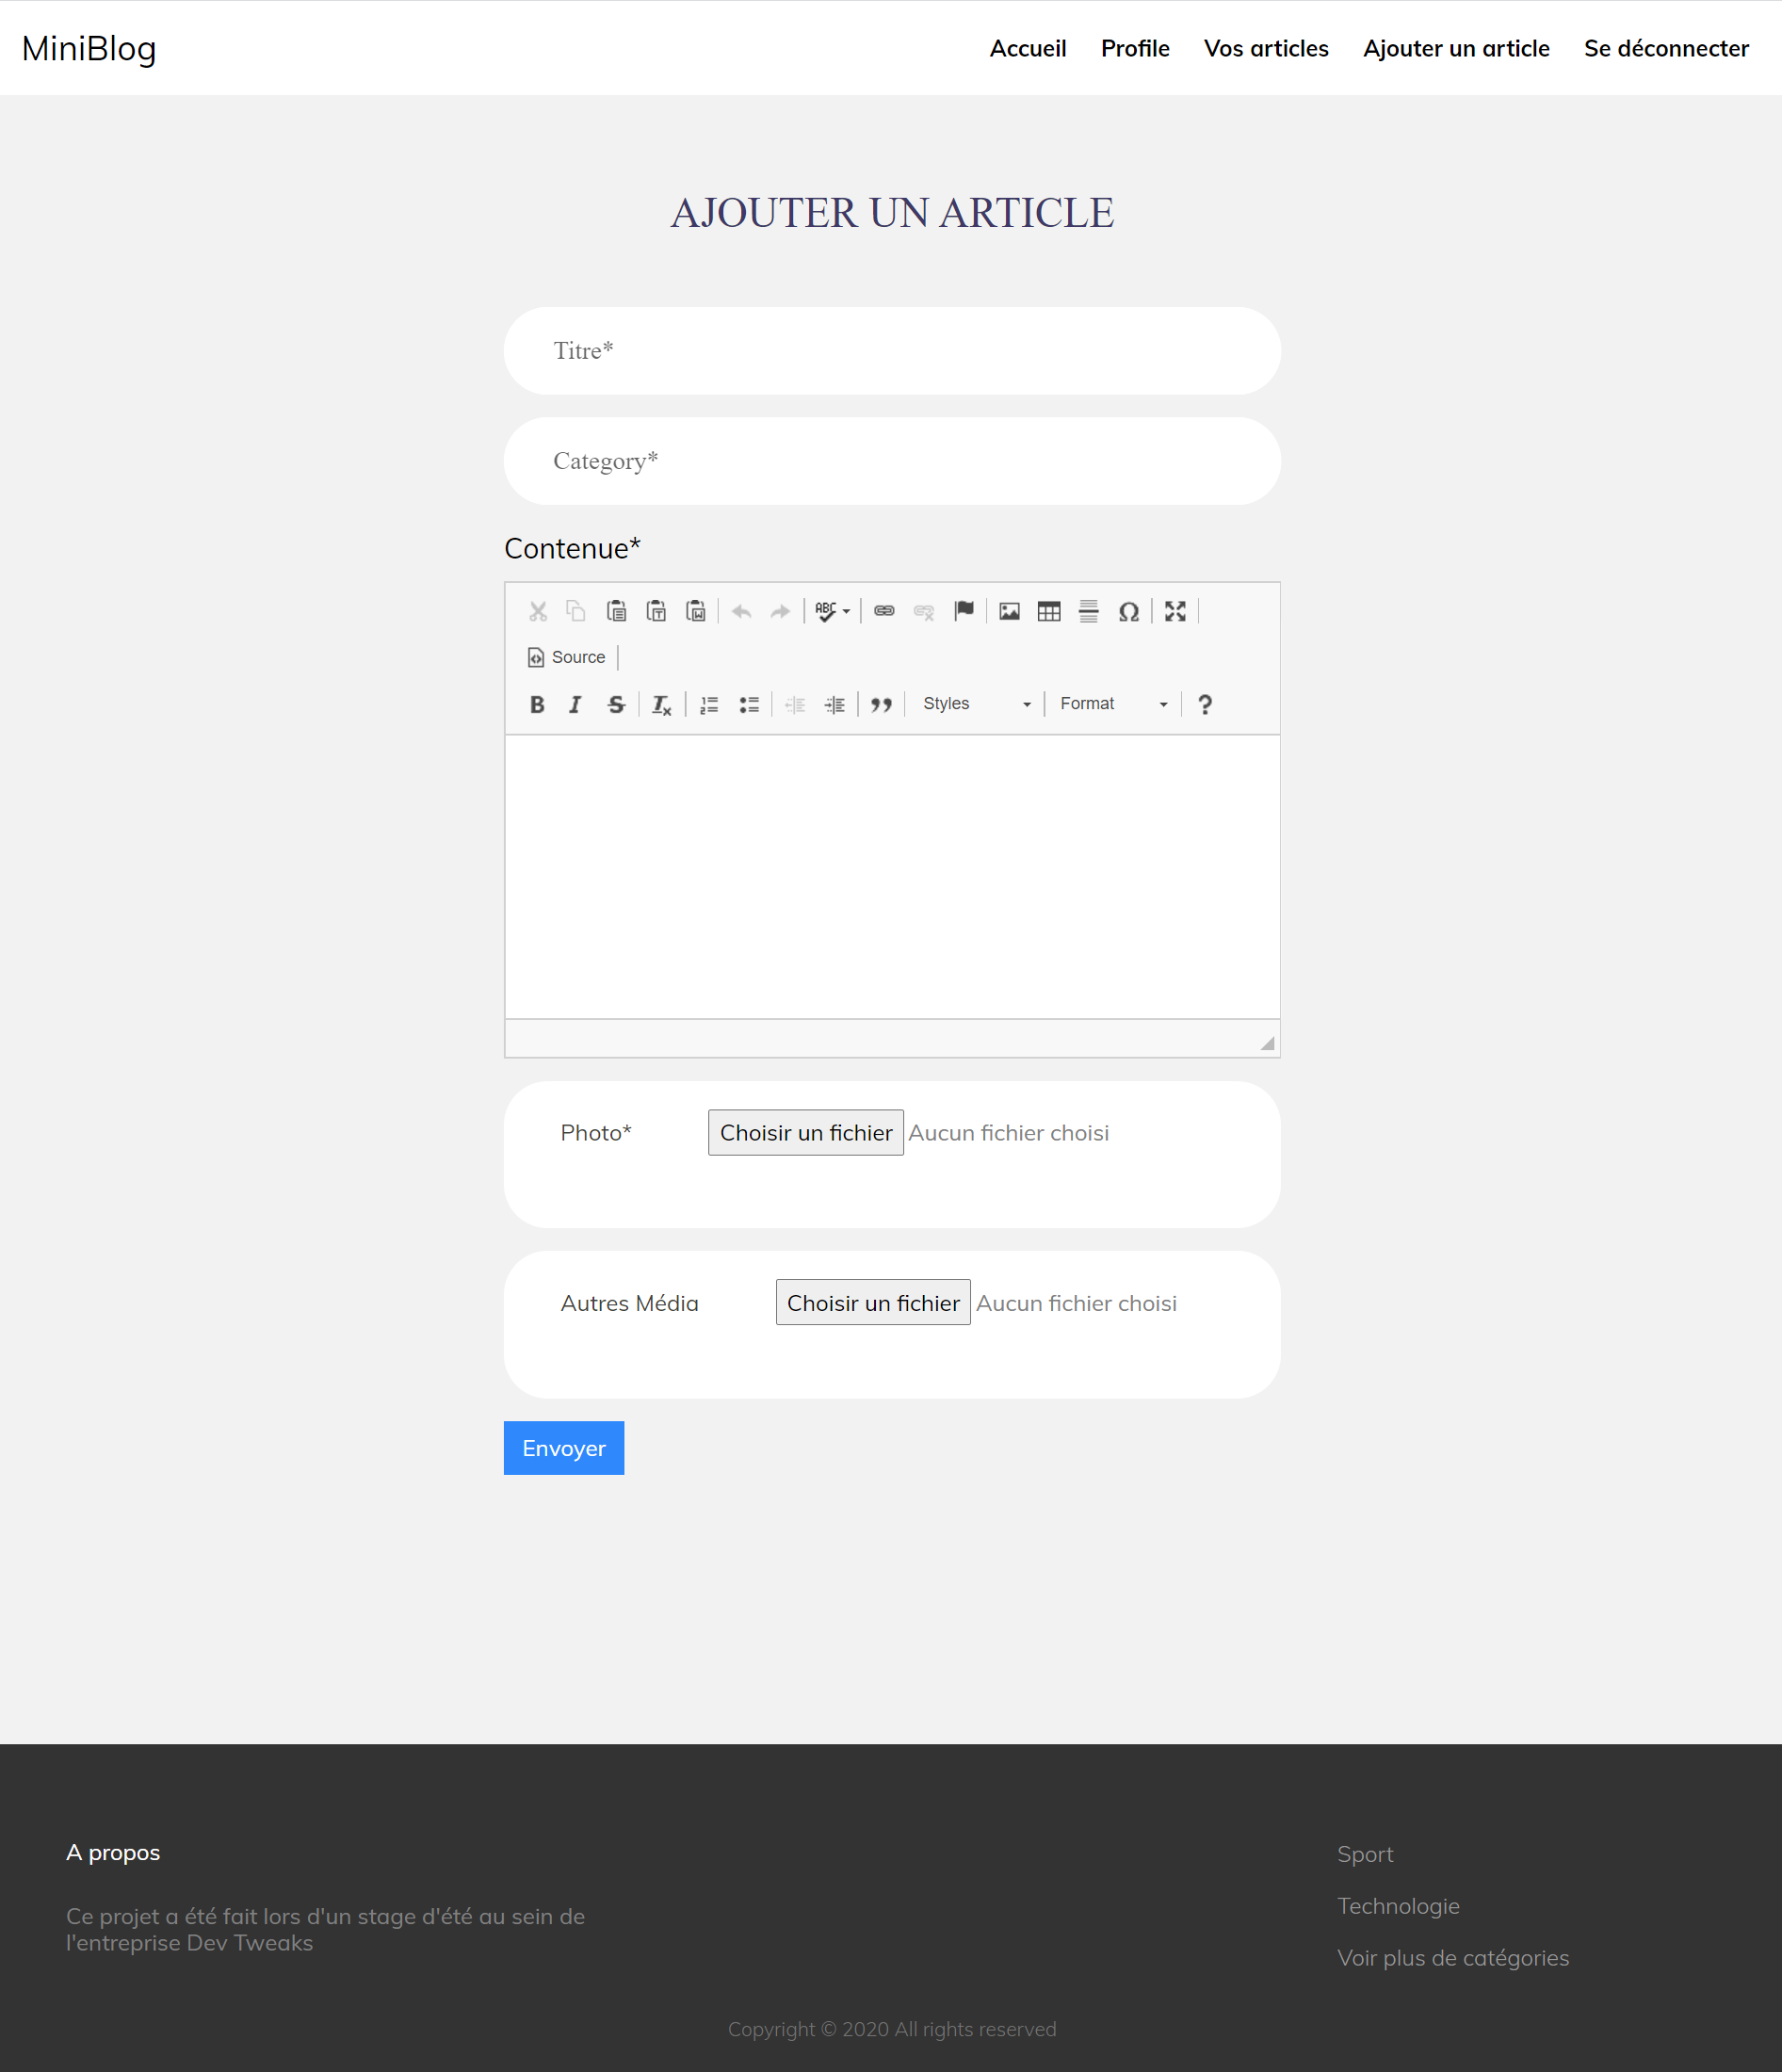 MiniBlog
Accueil Profile Vos articles Ajouter un article Se déconnecter
AJOUTER UN ARTICLE
Titre*
Category*
Contenue*
ABC
Source
B I S Styles Format ?
Photo* Choisir un fichier Aucun fichier choisi
Autres Média Choisir un fichier Aucun fichier choisi
Envoyer
A propos
Ce projet a été fait lors d'un stage d'été au sein de
l'entreprise Dev Tweaks
Sport
Technologie
Voir plus de catégories
Copyright © 2020 All rights reserved